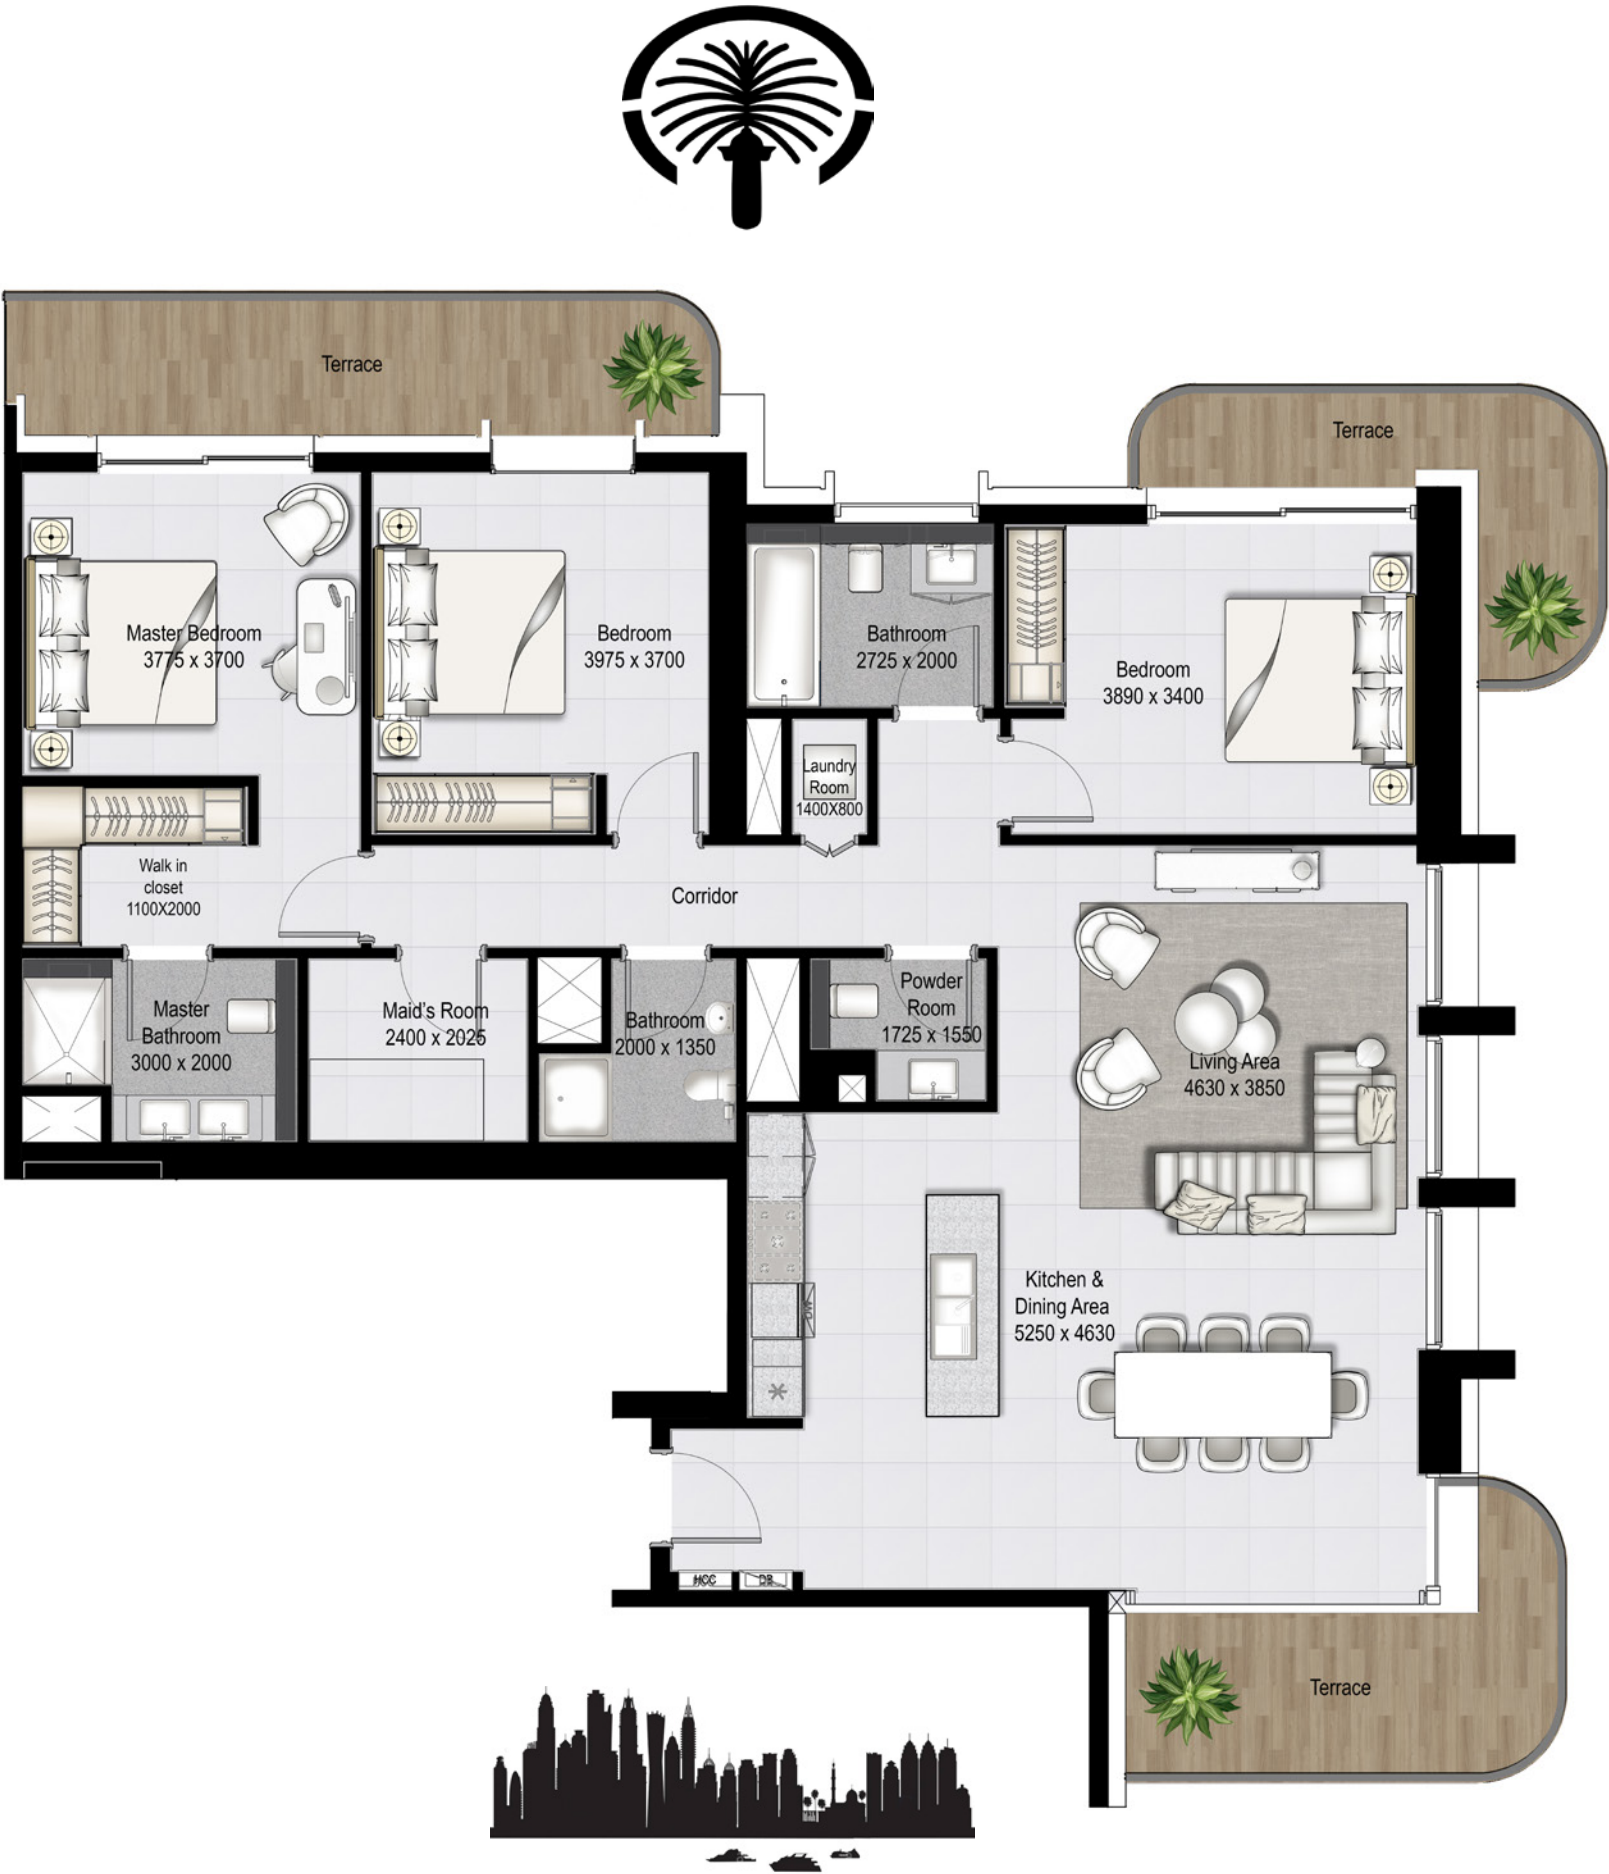 Terrace
Terrace
Master Bedroom
3775 x 3700
Bedroom
3975 x 3700
Bathroom
2725 x 2000
Bedroom
3890 x 3400
Laundry
Room
1400X800
Walk in
closet
1100X2000
Corridor
Master
Bathroom
3000 x 2000
Maid's Room
2400 x 2025
Bathroom
2000 x 1350
Powder
Room
1725 x 1550
Living Area
4630 x 3850
Kitchen &
Dining Area
5250 x 4630
MO
HCC
DB
Terrace